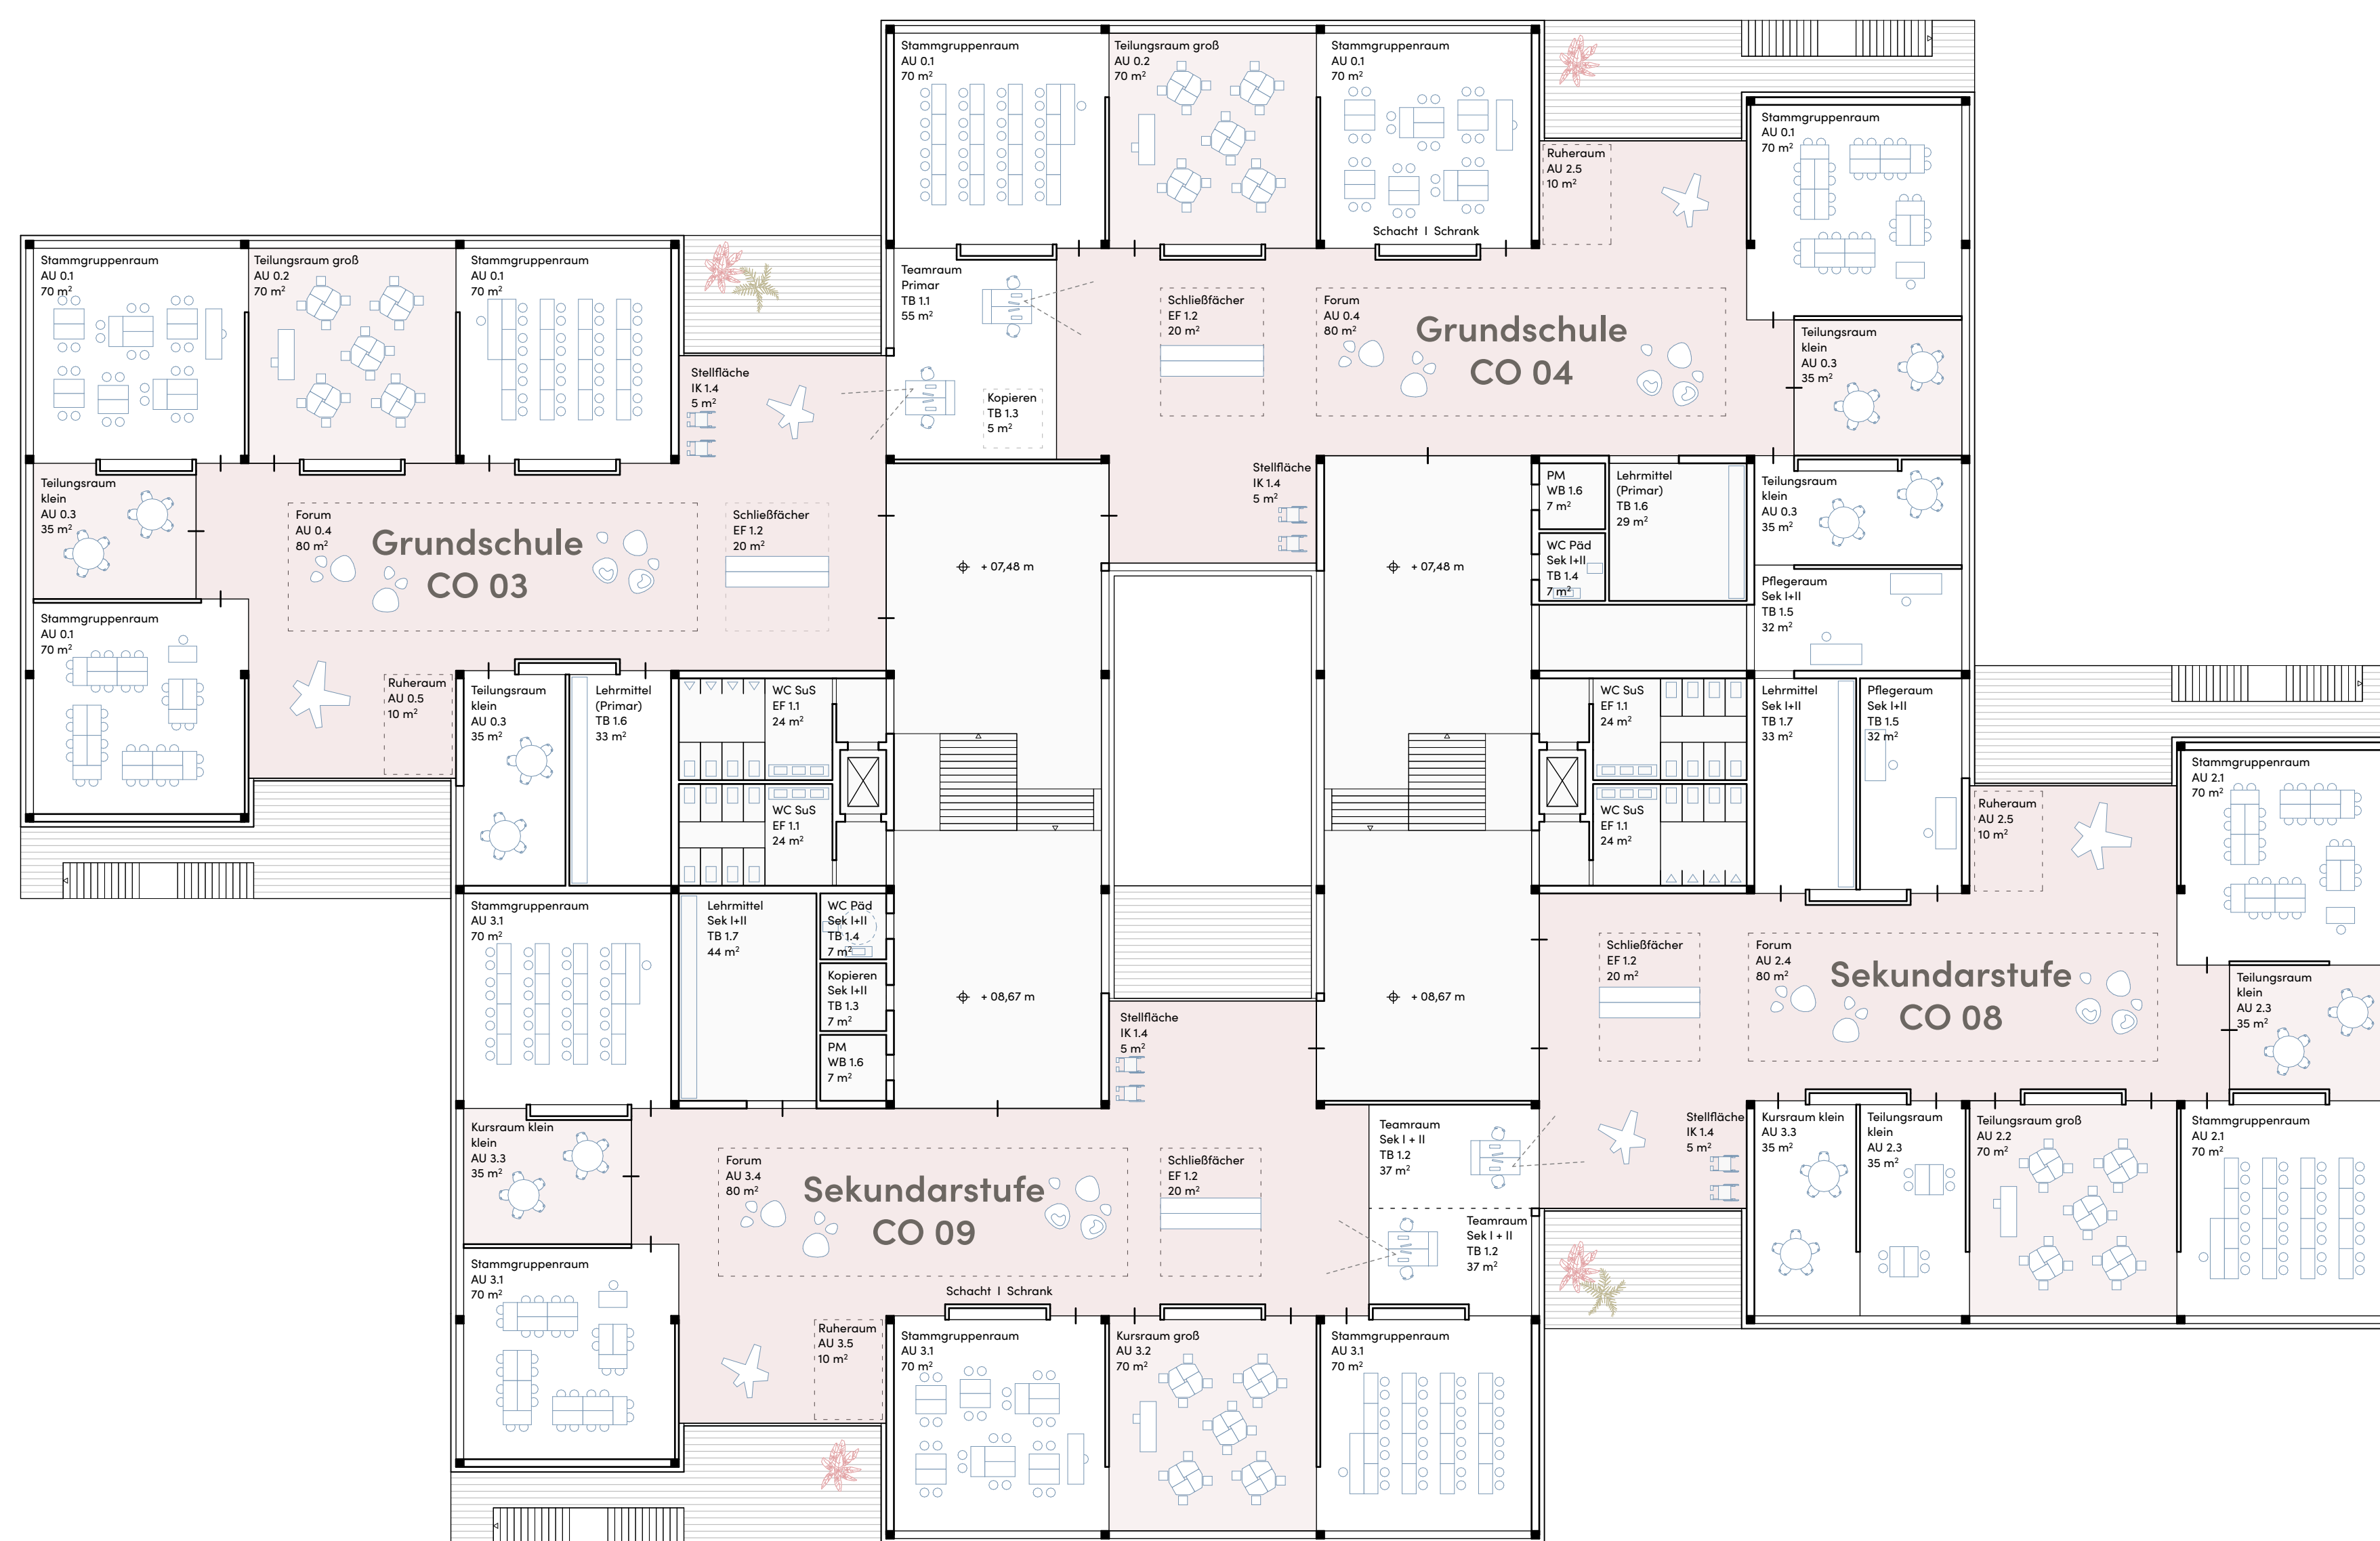 Stammgruppenraum
AU 0.1
70 m²
Teilungsraum groß
AU 0.2
70 m²
Stammgruppenraum
AU 0.1
70 m²
Schacht I Schrank
Ruheraum
AU 2.5
10 m²
Stammgruppenraum
AU 0.1
70 m²
Teamraum
Primar
TB 1.1
55 m²
Kopieren
TB 1.3
5 m²
Schließfächer
EF 1.2
20 m²
Forum
AU 0.4
80 m²
Grundschule
CO 04
Teilungsraum
klein
AU 0.3
35 m²
Stammgruppenraum
AU 0.1
70 m²
Teilungsraum groß
AU 0.2
70 m²
Stammgruppenraum
AU 0.1
70 m²
Stellfläche
IK 1.4
5 m²
Teilungsraum
klein
AU 0.3
35 m²
Forum
AU 0.4
80 m²
Grundschule
CO 03
Schließfächer
EF 1.2
20 m²
+ 07,48 m
Stellfläche
IK 1.4
5 m²
+ 07,48 m
PM
WB 1.6
7 m²
WC Päd
Sek I+II
TB 1.4
7 m²
Lehrmittel
(Primar)
TB 1.6
29 m²
Teilungsraum
klein
AU 0.3
35 m²
Pflegeraum
Sek I+II
TB 1.5
32 m²
Stammgruppenraum
AU 0.1
70 m²
Ruheraum
AU 0.5
10 m²
Teilungsraum
klein
AU 0.3
35 m²
Lehrmittel
(Primar)
TB 1.6
33 m²
WC SuS
EF 1.1
24 m²
WC SuS
EF 1.1
24 m²
WC SuS
EF 1.1
24 m²
WC SuS
EF 1.1
24 m²
Lehrmittel
Sek I+II
TB 1.7
33 m²
Pflegeraum
Sek I+II
TB 1.5
32 m²
Ruheraum
AU 2.5
10 m²
Stammgruppenraum
AU 2.1
70 m²
Stammgruppenraum
AU 3.1
70 m²
Lehrmittel
Sek I+II
TB 1.7
44 m²
WC Päd
Sek I+II
TB 1.4
7 m²
Kopieren
Sek I+II
TB 1.3
7 m²
PM
WB 1.6
7 m²
+ 08,67 m
Stellfläche
IK 1.4
5 m²
+ 08,67 m
Schließfächer
EF 1.2
20 m²
Forum
AU 2.4
80 m²
Sekundarstufe
CO 08
Teilungsraum
klein
AU 2.3
35 m²
Kursraum klein
klein
AU 3.3
35 m²
Forum
AU 3.4
80 m²
Sekundarstufe
CO 09
Schließfächer
EF 1.2
20 m²
Teamraum
Sek I + II
TB 1.2
37 m²
Teamraum
Sek I + II
TB 1.2
37 m²
Stellfläche
IK 1.4
5 m²
Kursraum klein
AU 3.3
35 m²
Teilungsraum
klein
AU 2.3
35 m²
Teilungsraum groß
AU 2.2
70 m²
Stammgruppenraum
AU 2.1
70 m²
Stammgruppenraum
AU 3.1
70 m²
Schacht I Schrank
Ruheraum
AU 3.5
10 m²
Stammgruppenraum
AU 3.1
70 m²
Kursraum groß
AU 3.2
70 m²
Stammgruppenraum
AU 3.1
70 m²